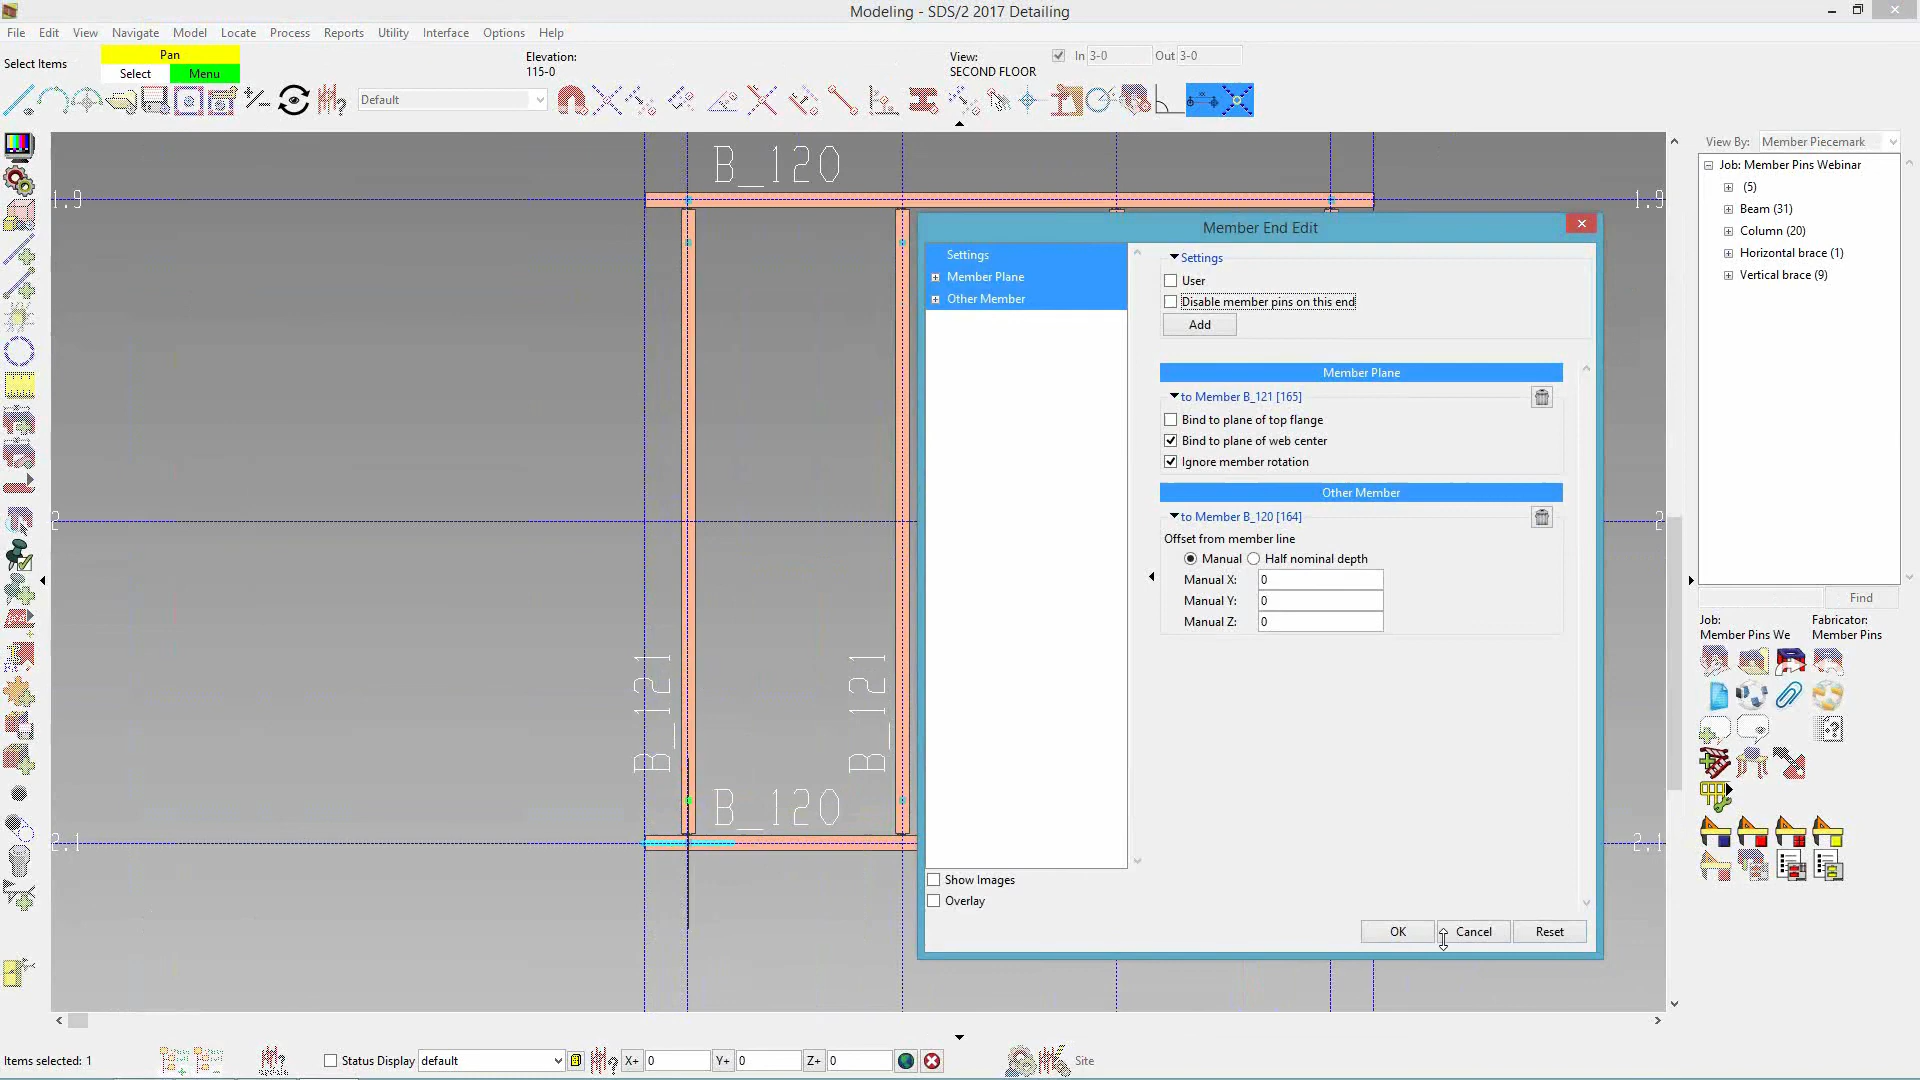 Modeling - SDS/2 2017 Detailing
File Edit View Navigate Model Locate Process Reports Utility Interface Options Help
Select Items
Pan
Select Menu
Elevation:
115-0
View:
SECOND FLOOR
In 3-0
Out 3-0
Default
View By: Member Piecemark
Job: Member Pins Webinar
(5)
Beam (31)
Column (20)
Horizontal brace (1)
Vertical brace (9)
Find
Job:
Member Pins We
Fabricator:
Member Pins
B_120
1.9
1.9
2
2
B_121
B_121
B_120
2.1
2.1
Member End Edit
Settings
Member Plane
Other Member
Show Images
Overlay
Settings
User
Disable member pins on this end
Add
Member Plane
to Member B_121 [165]
Bind to plane of top flange
Bind to plane of web center
Ignore member rotation
Other Member
to Member B_120 [164]
Offset from member line
Manual Half nominal depth
Manual X: 0
Manual Y: 0
Manual Z: 0
OK Cancel Reset
Items selected: 1
Status Display default
X+ 0 Y+ 0 Z+ 0
Site